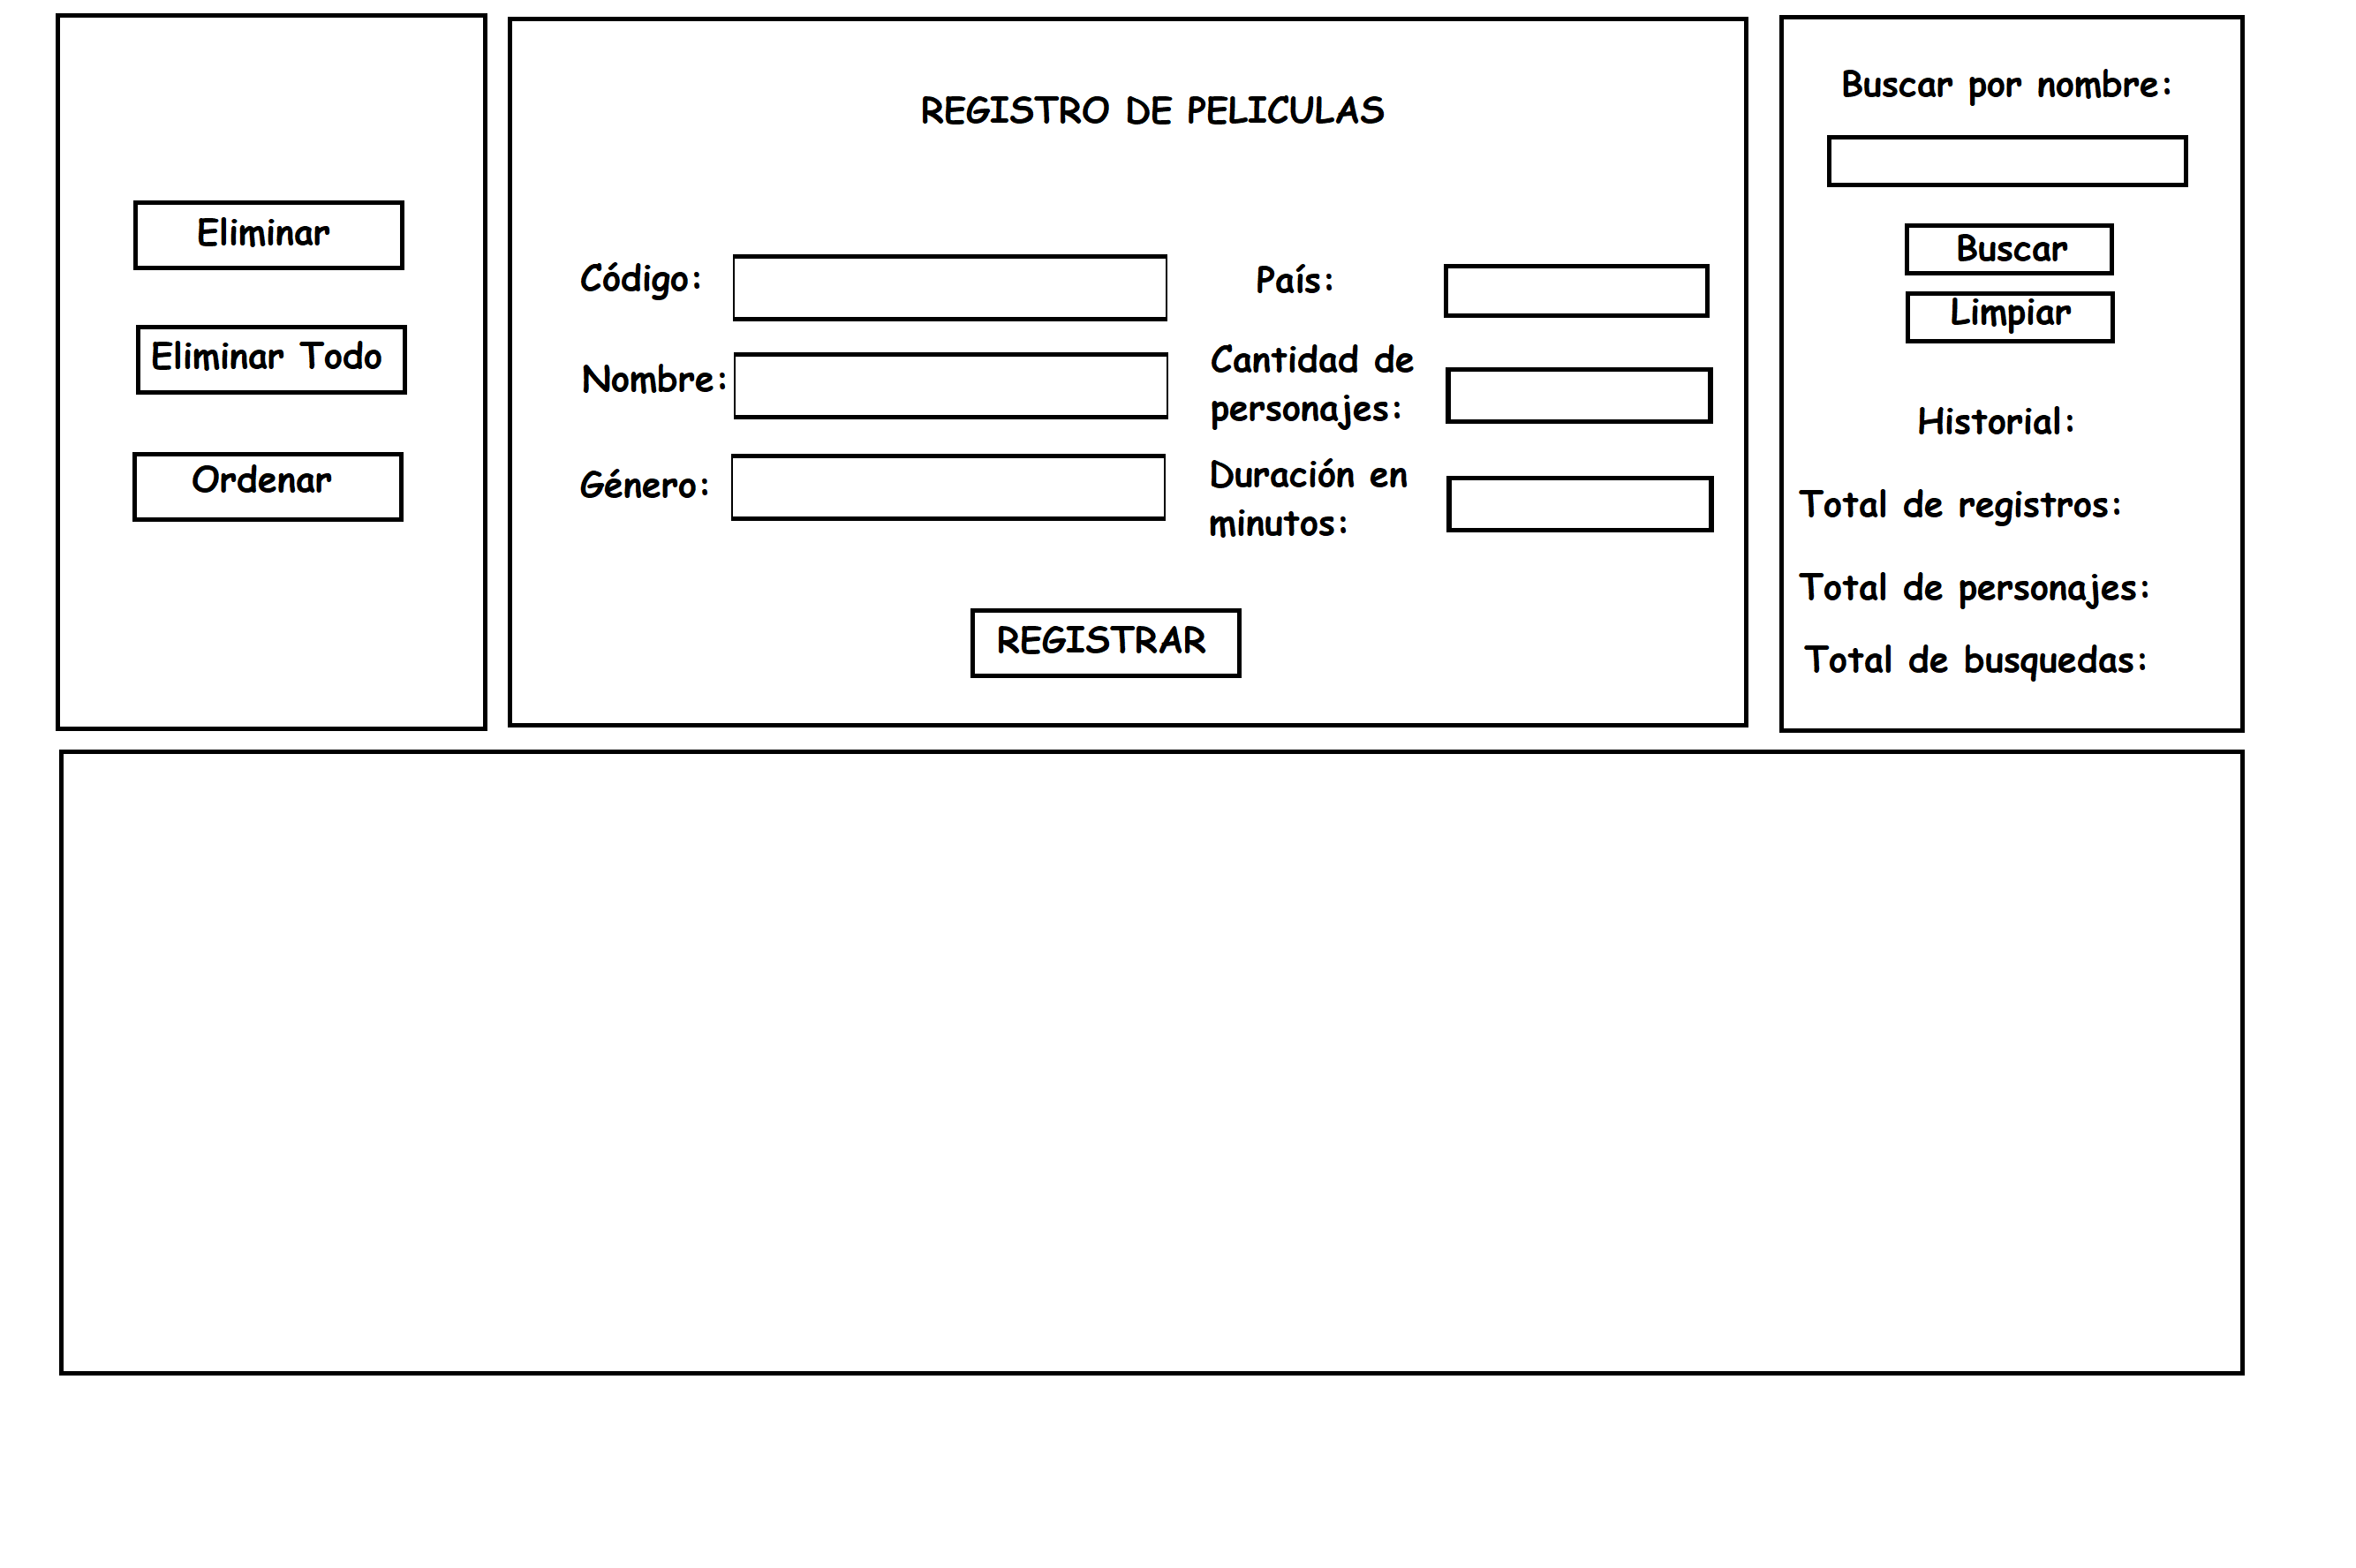 Eliminar
Eliminar Todo
Ordenar
REGISTRO DE PELICULAS
Código:
Nombre:
Género:
País:
Cantidad de
personajes:
Duración en
minutos:
REGISTRAR
Buscar por nombre:
Buscar
Limpiar
Historial:
Total de registros:
Total de personajes:
Total de busquedas: